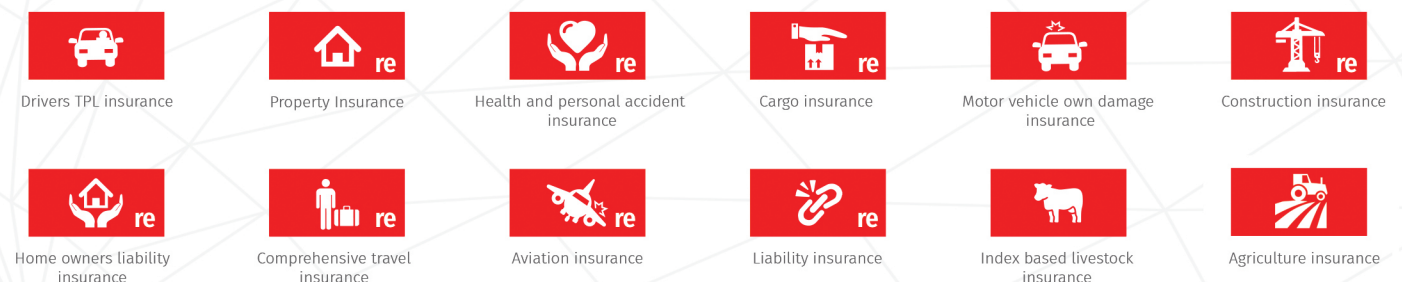 re
re
re
re
Drivers TPL insurance
Property Insurance
Health and personal accident
insurance
Cargo insurance
Motor vehicle own damage
insurance
Construction insurance
re
re
re
re
Home owners liability
insurance
Comprehensive travel
insurance
Aviation insurance
Liability insurance
Index based livestock
insurance
Agriculture insurance